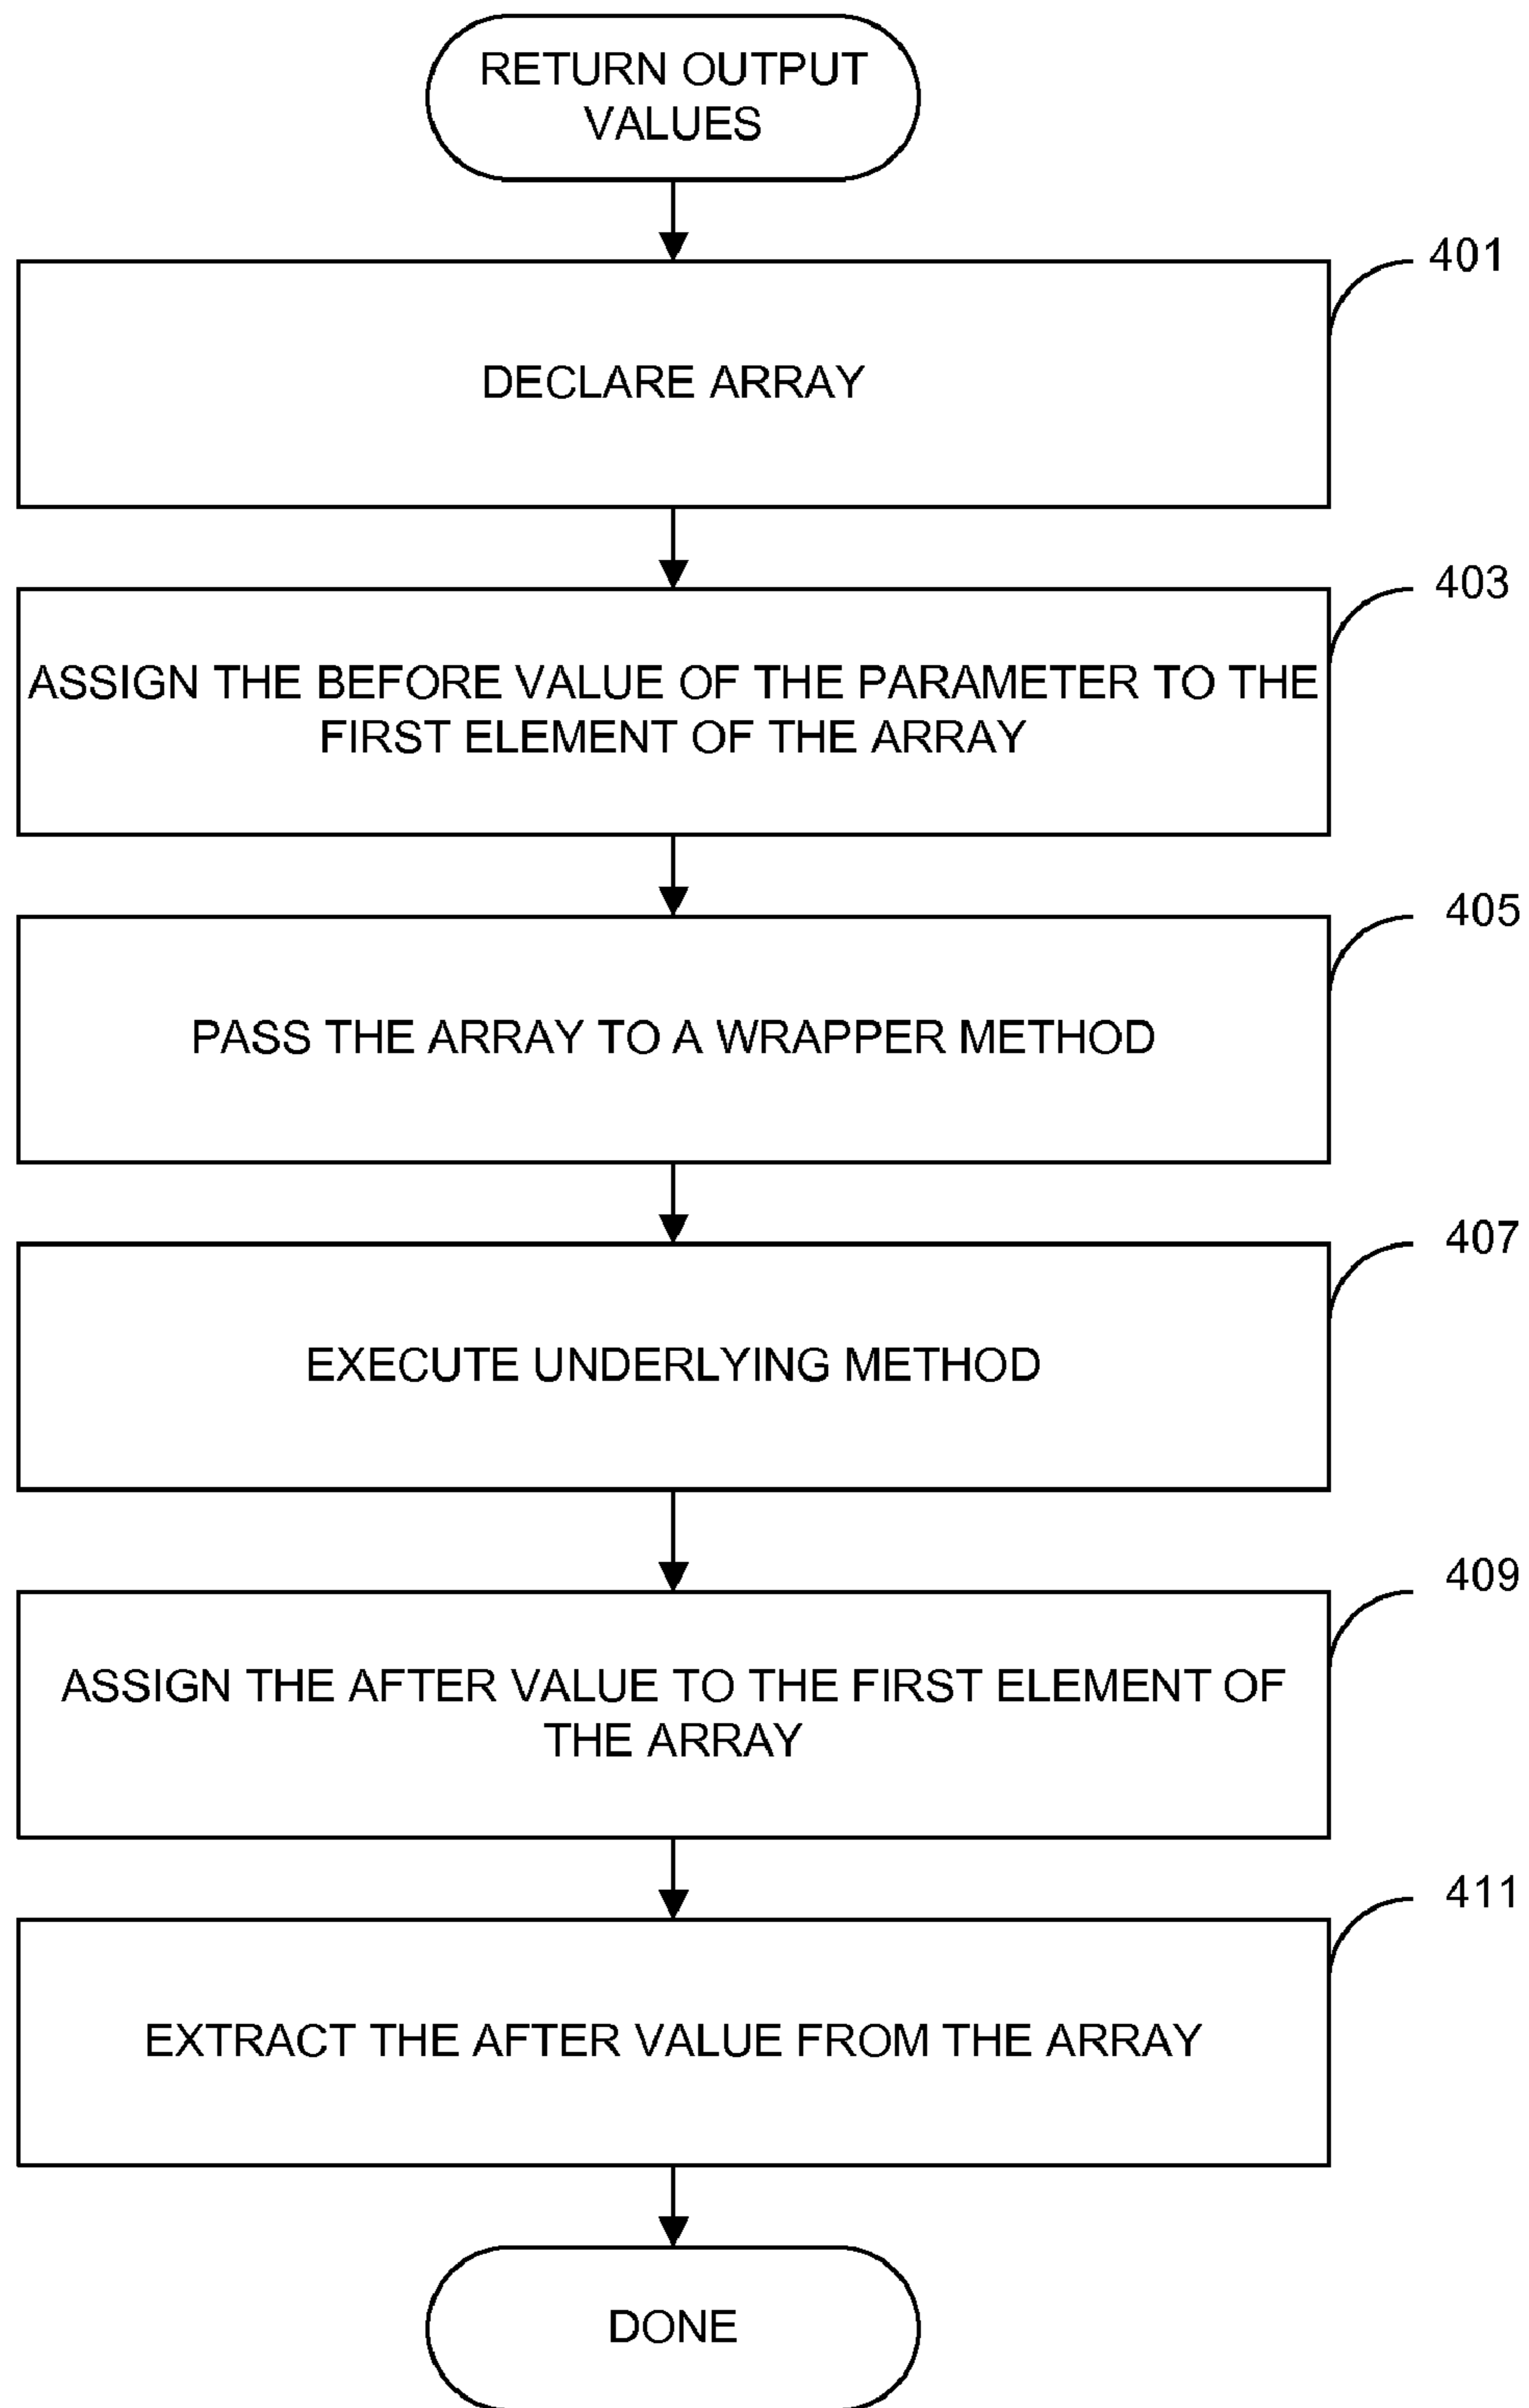 RETURN OUTPUT
VALUES
401
DECLARE ARRAY
403
ASSIGN THE BEFORE VALUE OF THE PARAMETER TO THE
FIRST ELEMENT OF THE ARRAY
405
PASS THE ARRAY TO A WRAPPER METHOD
407
EXECUTE UNDERLYING METHOD
409
ASSIGN THE AFTER VALUE TO THE FIRST ELEMENT OF
THE ARRAY
411
EXTRACT THE AFTER VALUE FROM THE ARRAY
DONE